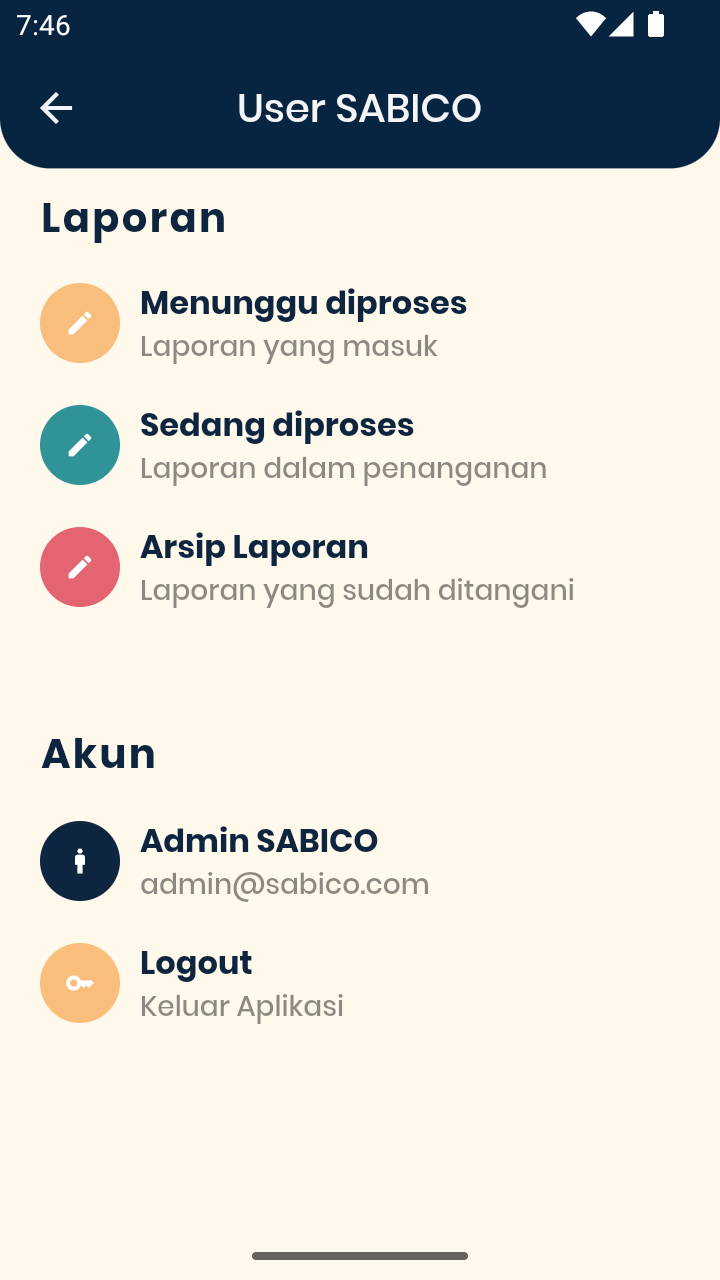 7:46
User SABICO
Laporan
Menunggu diproses
Laporan yang masuk
Sedang diproses
Laporan dalam penanganan
Arsip Laporan
Laporan yang sudah ditangani
Akun
Admin SABICO
admin@sabico.com
Logout
Keluar Aplikasi